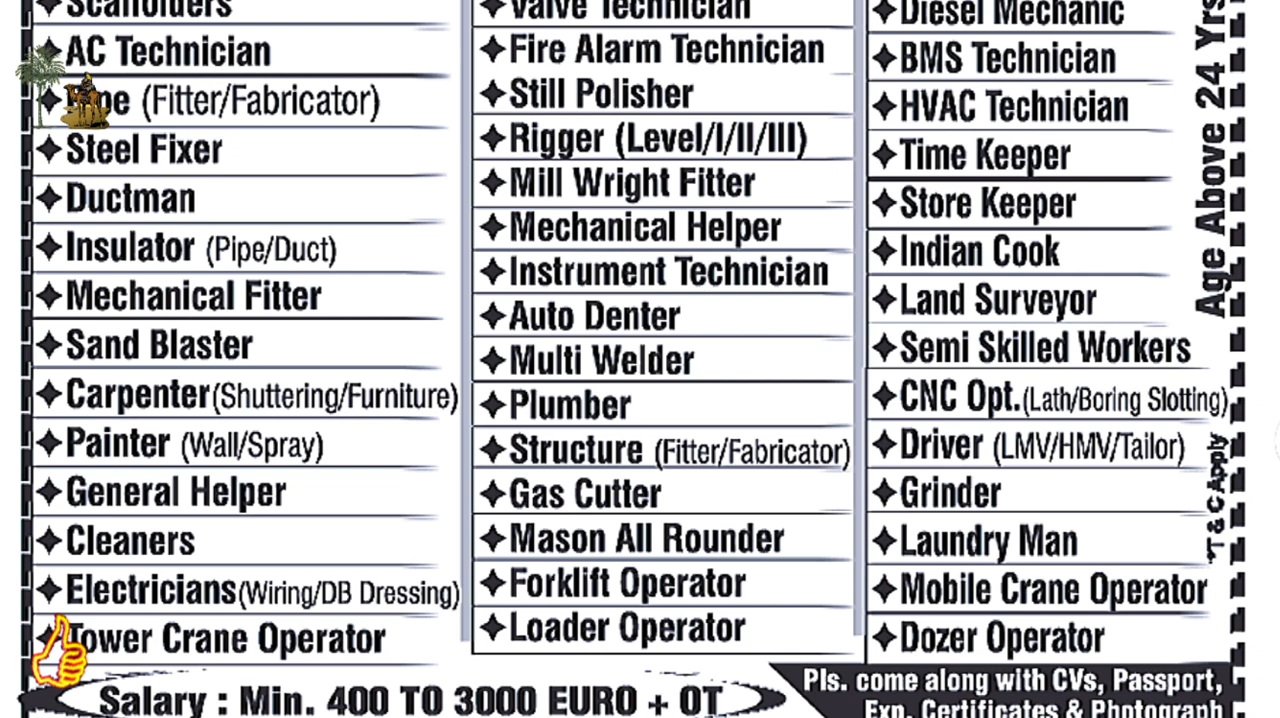 Scaffolders
AC Technician
(Fitter/Fabricator)
Steel Fixer
Ductman
Insulator (Pipe/Duct)
Mechanical Fitter
Sand Blaster
Carpenter(Shuttering/Furniture)
Painter (Wall/Spray)
General Helper
Cleaners
Electricians(Wiring/DB Dressing)
Tower Crane Operator
Valve Technician
Fire Alarm Technician
Still Polisher
Rigger (Level/I/II/III)
Mill Wright Fitter
Mechanical Helper
Instrument Technician
Auto Denter
Multi Welder
Plumber
Structure (Fitter/Fabricator)
Gas Cutter
Mason All Rounder
Forklift Operator
Loader Operator
Diesel Mechanic
BMS Technician
HVAC Technician
Time Keeper
Store Keeper
Indian Cook
Land Surveyor
Semi Skilled Workers
CNC Opt.(Lath/Boring Slotting)
Driver (LMV/HMV/Tailor)
Grinder
Laundry Man
Mobile Crane Operator
Dozer Operator
Age Above 24 Yrs
*T & C Apply
Salary : Min. 400 TO 3000 EURO + OT
Pls. come along with CVs, Passport,
Exp. Certificates & Photograph